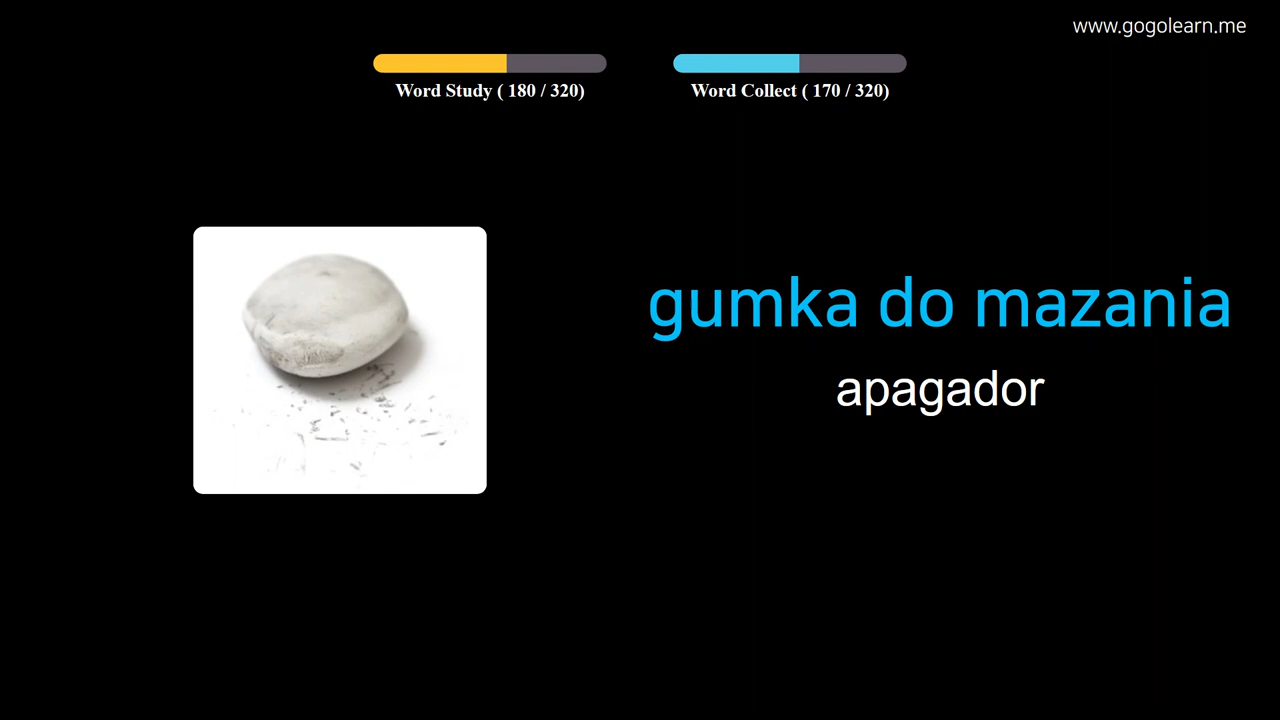 www.gogolearn.me
Word Study ( 180 / 320)
Word Collect ( 170 / 320)
gumka do mazania
apagador